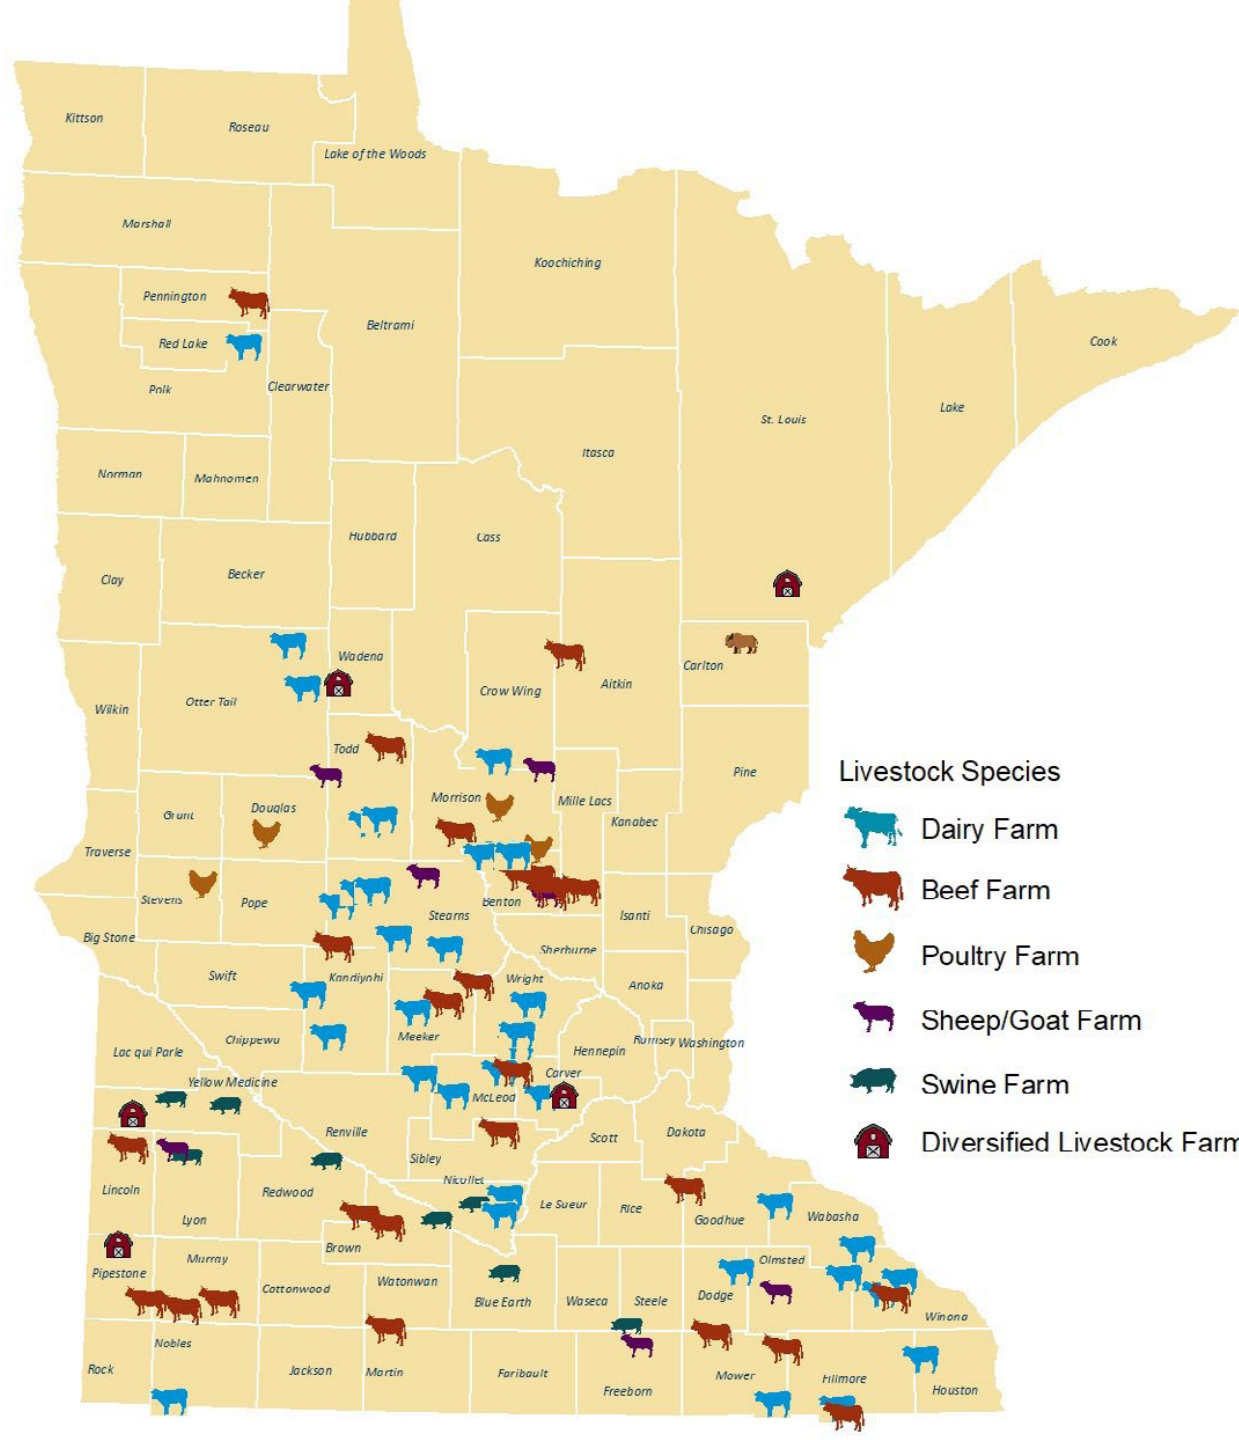 Kittson
Roseau
Lake of the Woods
Marshall
Koochiching
Pennington
Beltrami
Red Lake
Cook
Polk
Clearwater
Lake
St. Louis
Itasca
Norman
Mahnomen
Hubbard
Cass
Clay
Becker
Wadena
Carlton
Otter Tail
Crow Wing
Aitkin
Wilkin
Todd
Pine
Livestock Species
Morrison
Mille Lacs
Grant
Douglas
Kanabec
Dairy Farm
Traverse
Beef Farm
Stevens
Pope
Benton
Stearns
Isanti
Chisago
Big Stone
Sherburne
Poultry Farm
Swift
Kandiyohi
Wright
Anoka
Sheep/Goat Farm
Chippewa
Meeker
Lac qui Parle
Hennepin
Ramsey
Washington
Yellow Medicine
Carver
Swine Farm
McLeod
Renville
Scott
Dakota
Diversified Livestock Farm
Sibley
Lincoln
Redwood
Nicollet
Le Sueur
Rice
Goodhue
Wabasha
Lyon
Brown
Murray
Olmsted
Pipestone
Cottonwood
Watonwan
Blue Earth
Waseca
Steele
Dodge
Winona
Nobles
Rock
Jackson
Martin
Faribault
Freeborn
Mower
Fillmore
Houston